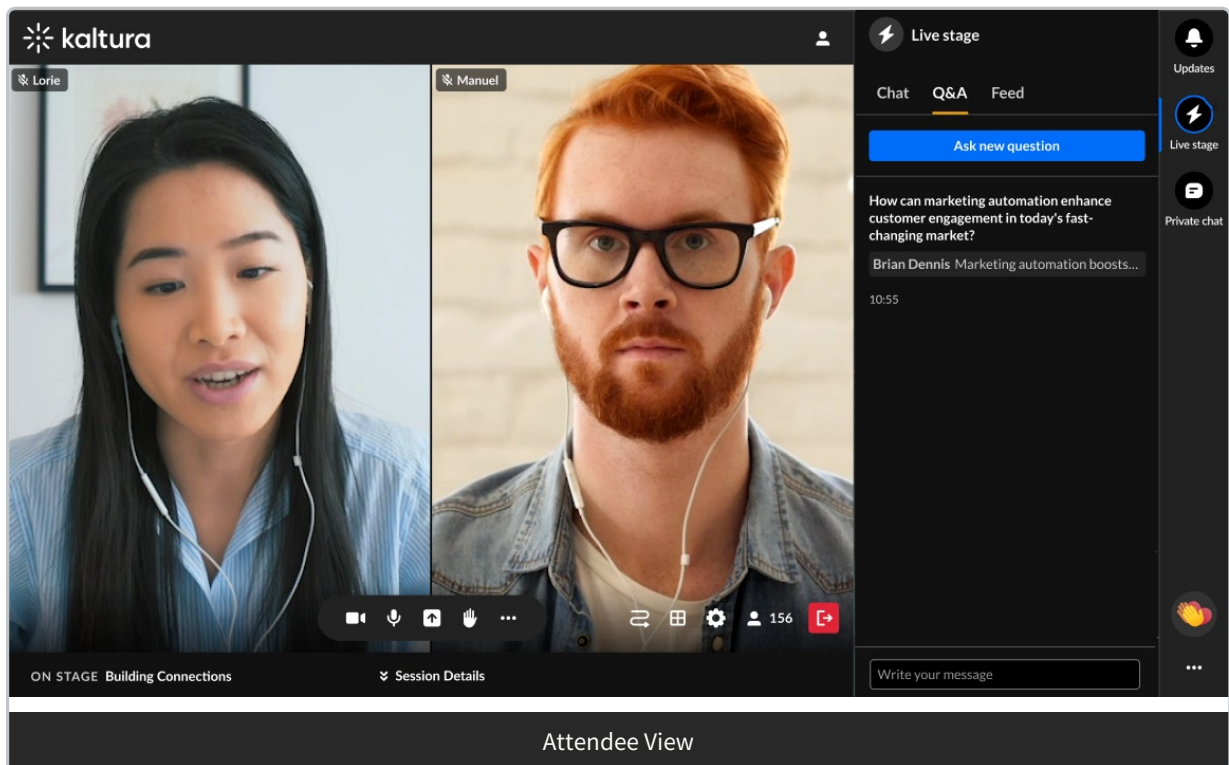 kaltura
Lorie
Manuel
156
ON STAGE Building Connections
Session Details
Live stage
Chat Q&A Feed
Ask new question
How can marketing automation enhance
customer engagement in today's fast-
changing market?
Brian Dennis Marketing automation boosts...
10:55
Write your message
Updates
Live stage
Private chat
Attendee View